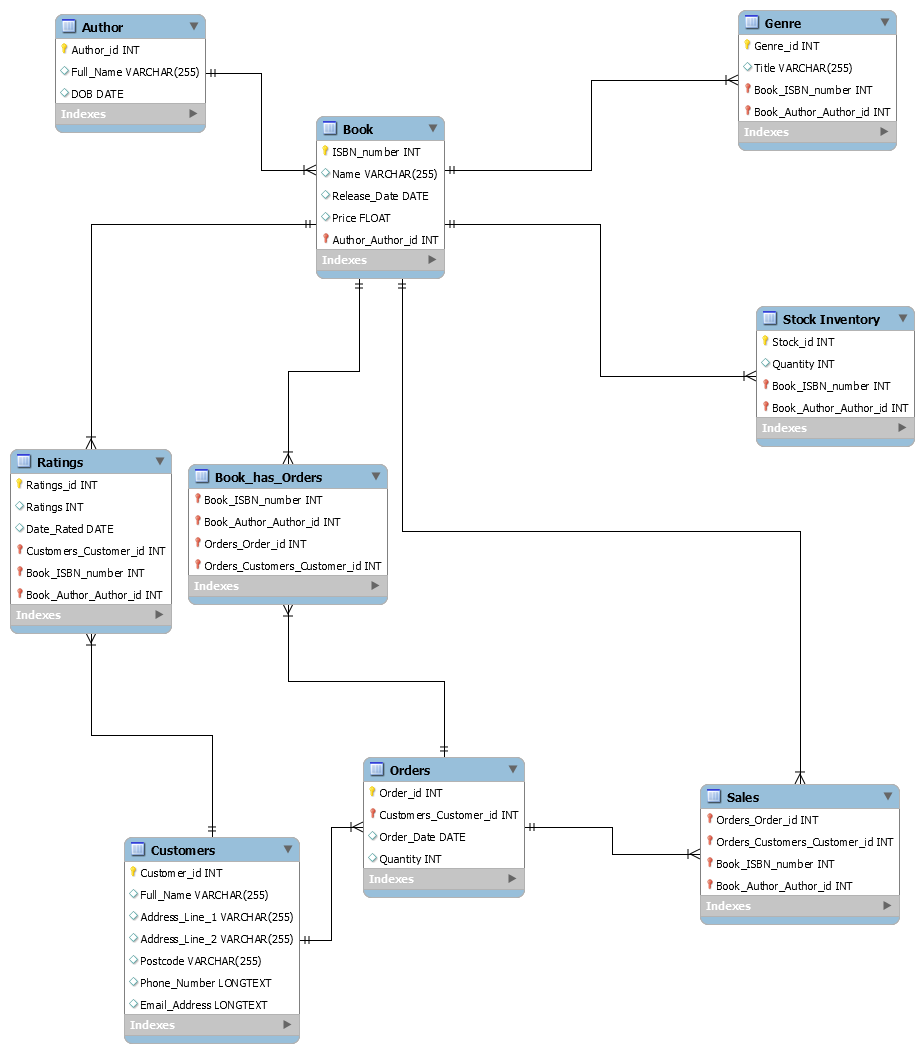 Author
Author_id INT
Full_Name VARCHAR(255)
DOB DATE
Indexes
Genre
Genre_id INT
Title VARCHAR(255)
Book_ISBN_number INT
Book_Author_Author_id INT
Indexes
Book
ISBN_number INT
Name VARCHAR(255)
Release_Date DATE
Price FLOAT
Author_Author_id INT
Indexes
Stock Inventory
Stock_id INT
Quantity INT
Book_ISBN_number INT
Book_Author_Author_id INT
Indexes
Ratings
Ratings_id INT
Ratings INT
Date_Rated DATE
Customers_Customer_id INT
Book_ISBN_number INT
Book_Author_Author_id INT
Indexes
Book_has_Orders
Book_ISBN_number INT
Book_Author_Author_id INT
Orders_Order_id INT
Orders_Customers_Customer_id INT
Indexes
Orders
Order_id INT
Customers_Customer_id INT
Order_Date DATE
Quantity INT
Indexes
Sales
Orders_Order_id INT
Orders_Customers_Customer_id INT
Book_ISBN_number INT
Book_Author_Author_id INT
Indexes
Customers
Customer_id INT
Full_Name VARCHAR(255)
Address_Line_1 VARCHAR(255)
Address_Line_2 VARCHAR(255)
Postcode VARCHAR(255)
Phone_Number LONGTEXT
Email_Address LONGTEXT
Indexes